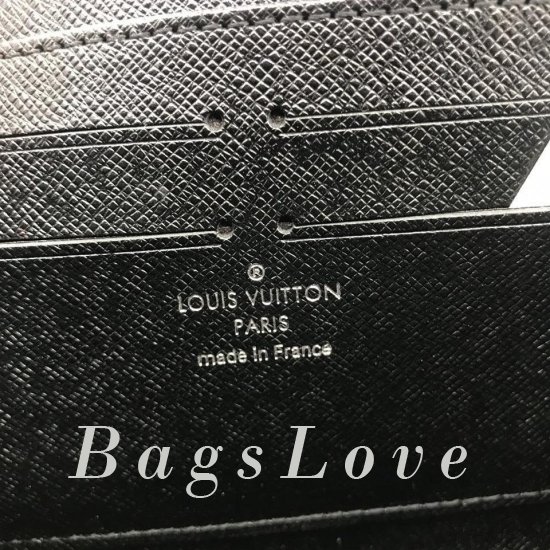 ®
LOUIS VUITTON
PARIS
made in France
BagsLove